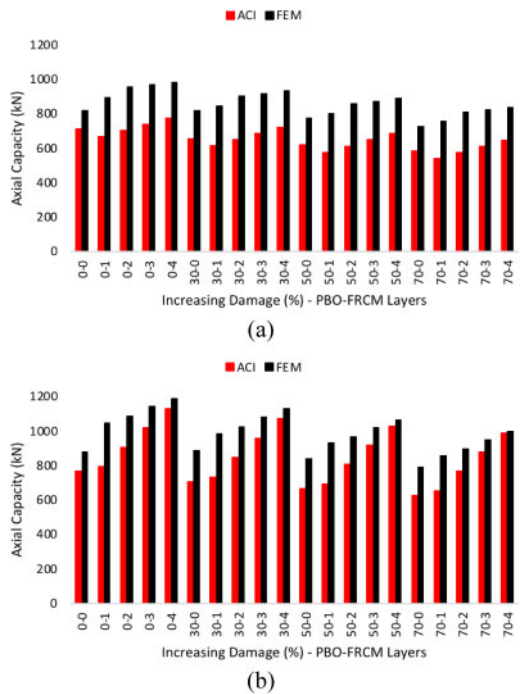 ACI FEM
1200
1000
800
600
400
200
0
Axial Capacity (kN)
0-0 0-1 0-2 0-3 0-4 30-0 30-1 30-2 30-3 30-4 50-0 50-1 50-2 50-3 50-4 70-0 70-1 70-2 70-3 70-4
Increasing Damage (%) - PBO-FRCM Layers
(a)
ACI FEM
1200
1000
800
600
400
200
0
Axial Capacity (kN)
0-0 0-1 0-2 0-3 0-4 30-0 30-1 30-2 30-3 30-4 50-0 50-1 50-2 50-3 50-4 70-0 70-1 70-2 70-3 70-4
Increasing Damage (%) - PBO-FRCM Layers
(b)